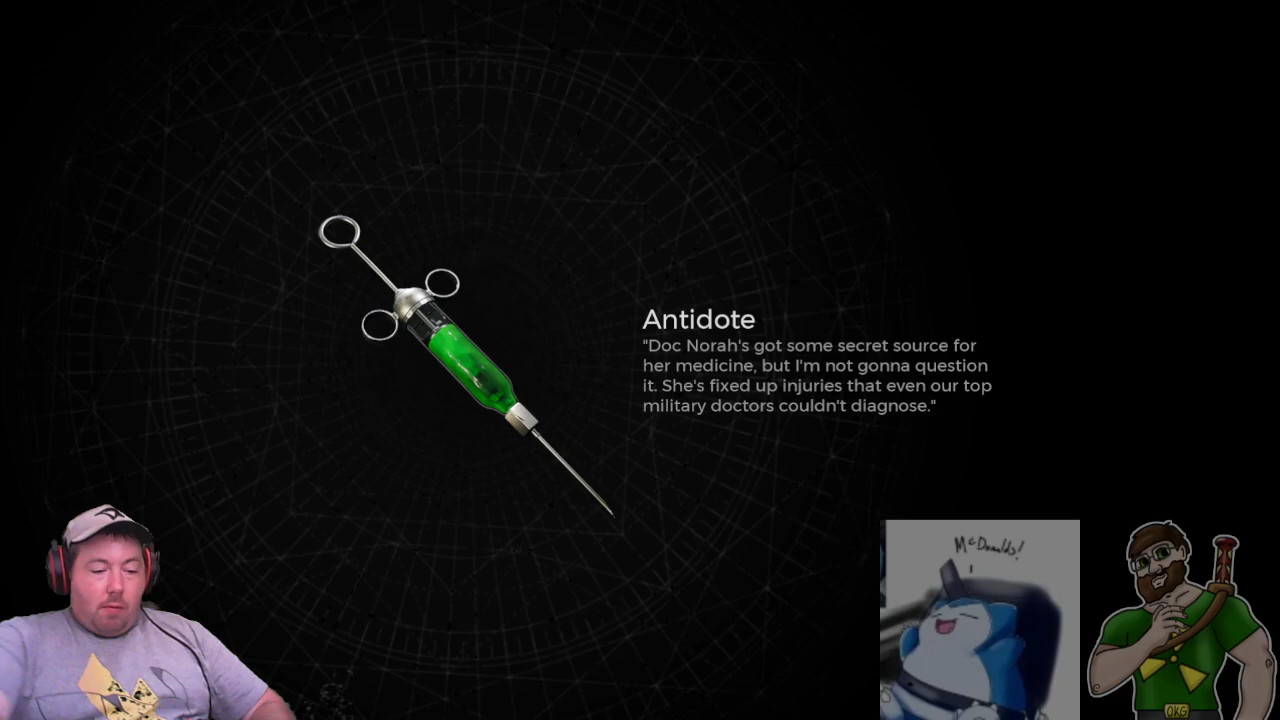 Antidote
"Doc Norah's got some secret source for
her medicine, but I'm not gonna question
it. She's fixed up injuries that even our top
military doctors couldn't diagnose."
McDonalds!
OKG